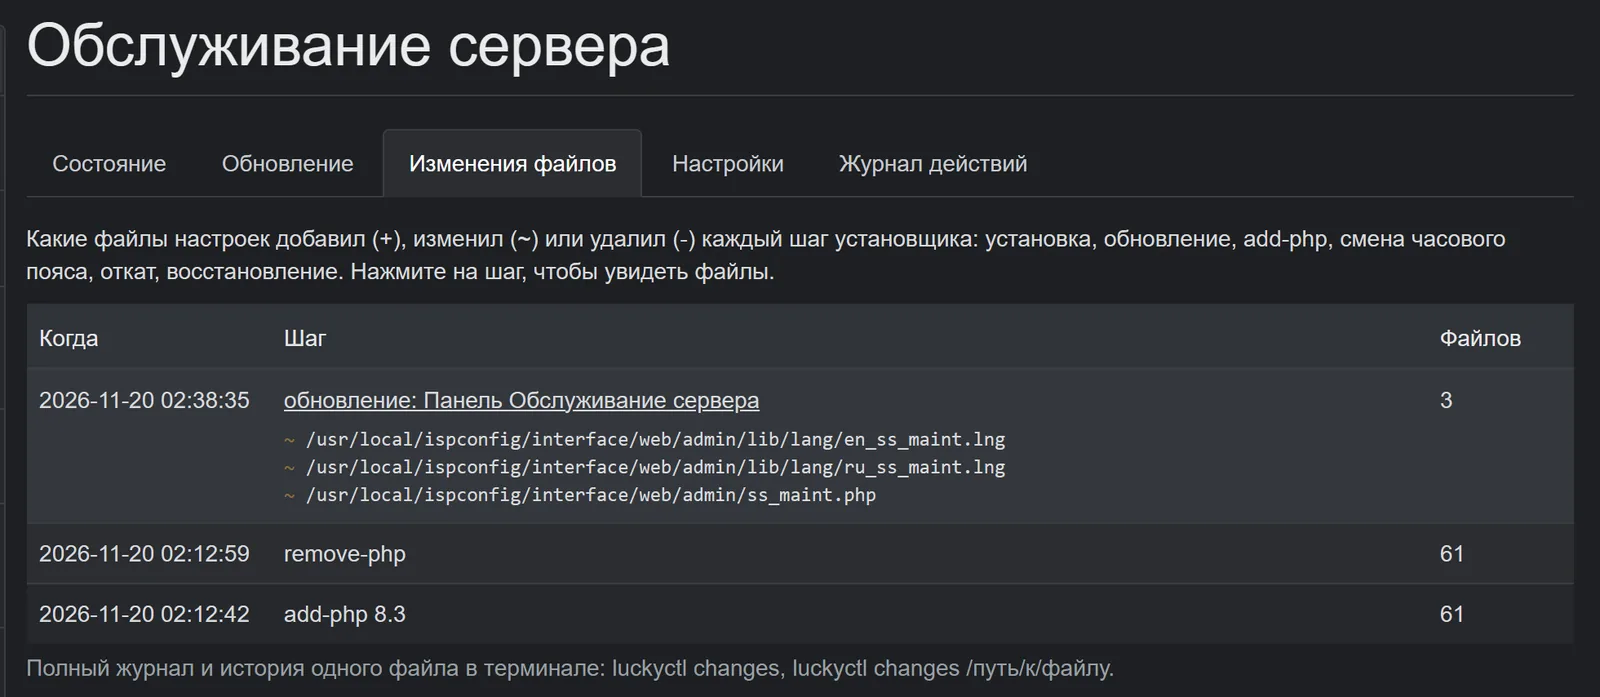 Обслуживание сервера
Состояние Обновление Изменения файлов Настройки Журнал действий
Какие файлы настроек добавил (+), изменил (~) или удалил (-) каждый шаг установщика: установка, обновление, add-php, смена часового
пояса, откат, восстановление. Нажмите на шаг, чтобы увидеть файлы.
Когда Шаг Файлов
2026-11-20 02:38:35 обновление: Панель Обслуживание сервера 3
~ /usr/local/ispconfig/interface/web/admin/lib/lang/en_ss_maint.lng
~ /usr/local/ispconfig/interface/web/admin/lib/lang/ru_ss_maint.lng
~ /usr/local/ispconfig/interface/web/admin/ss_maint.php
2026-11-20 02:12:59 remove-php 61
2026-11-20 02:12:42 add-php 8.3 61
Полный журнал и история одного файла в терминале: luckyctl changes, luckyctl changes /путь/к/файлу.